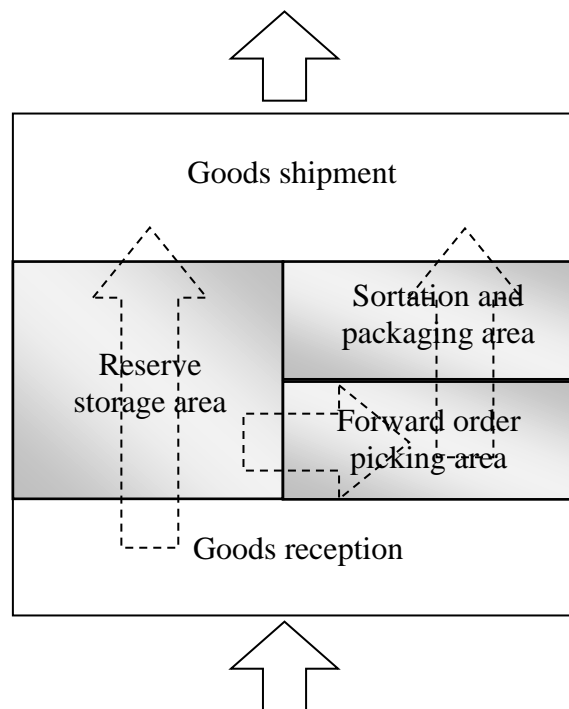 Goods shipment
Sortation and
packaging area
Reserve
storage area
Forward order
picking area
Goods reception